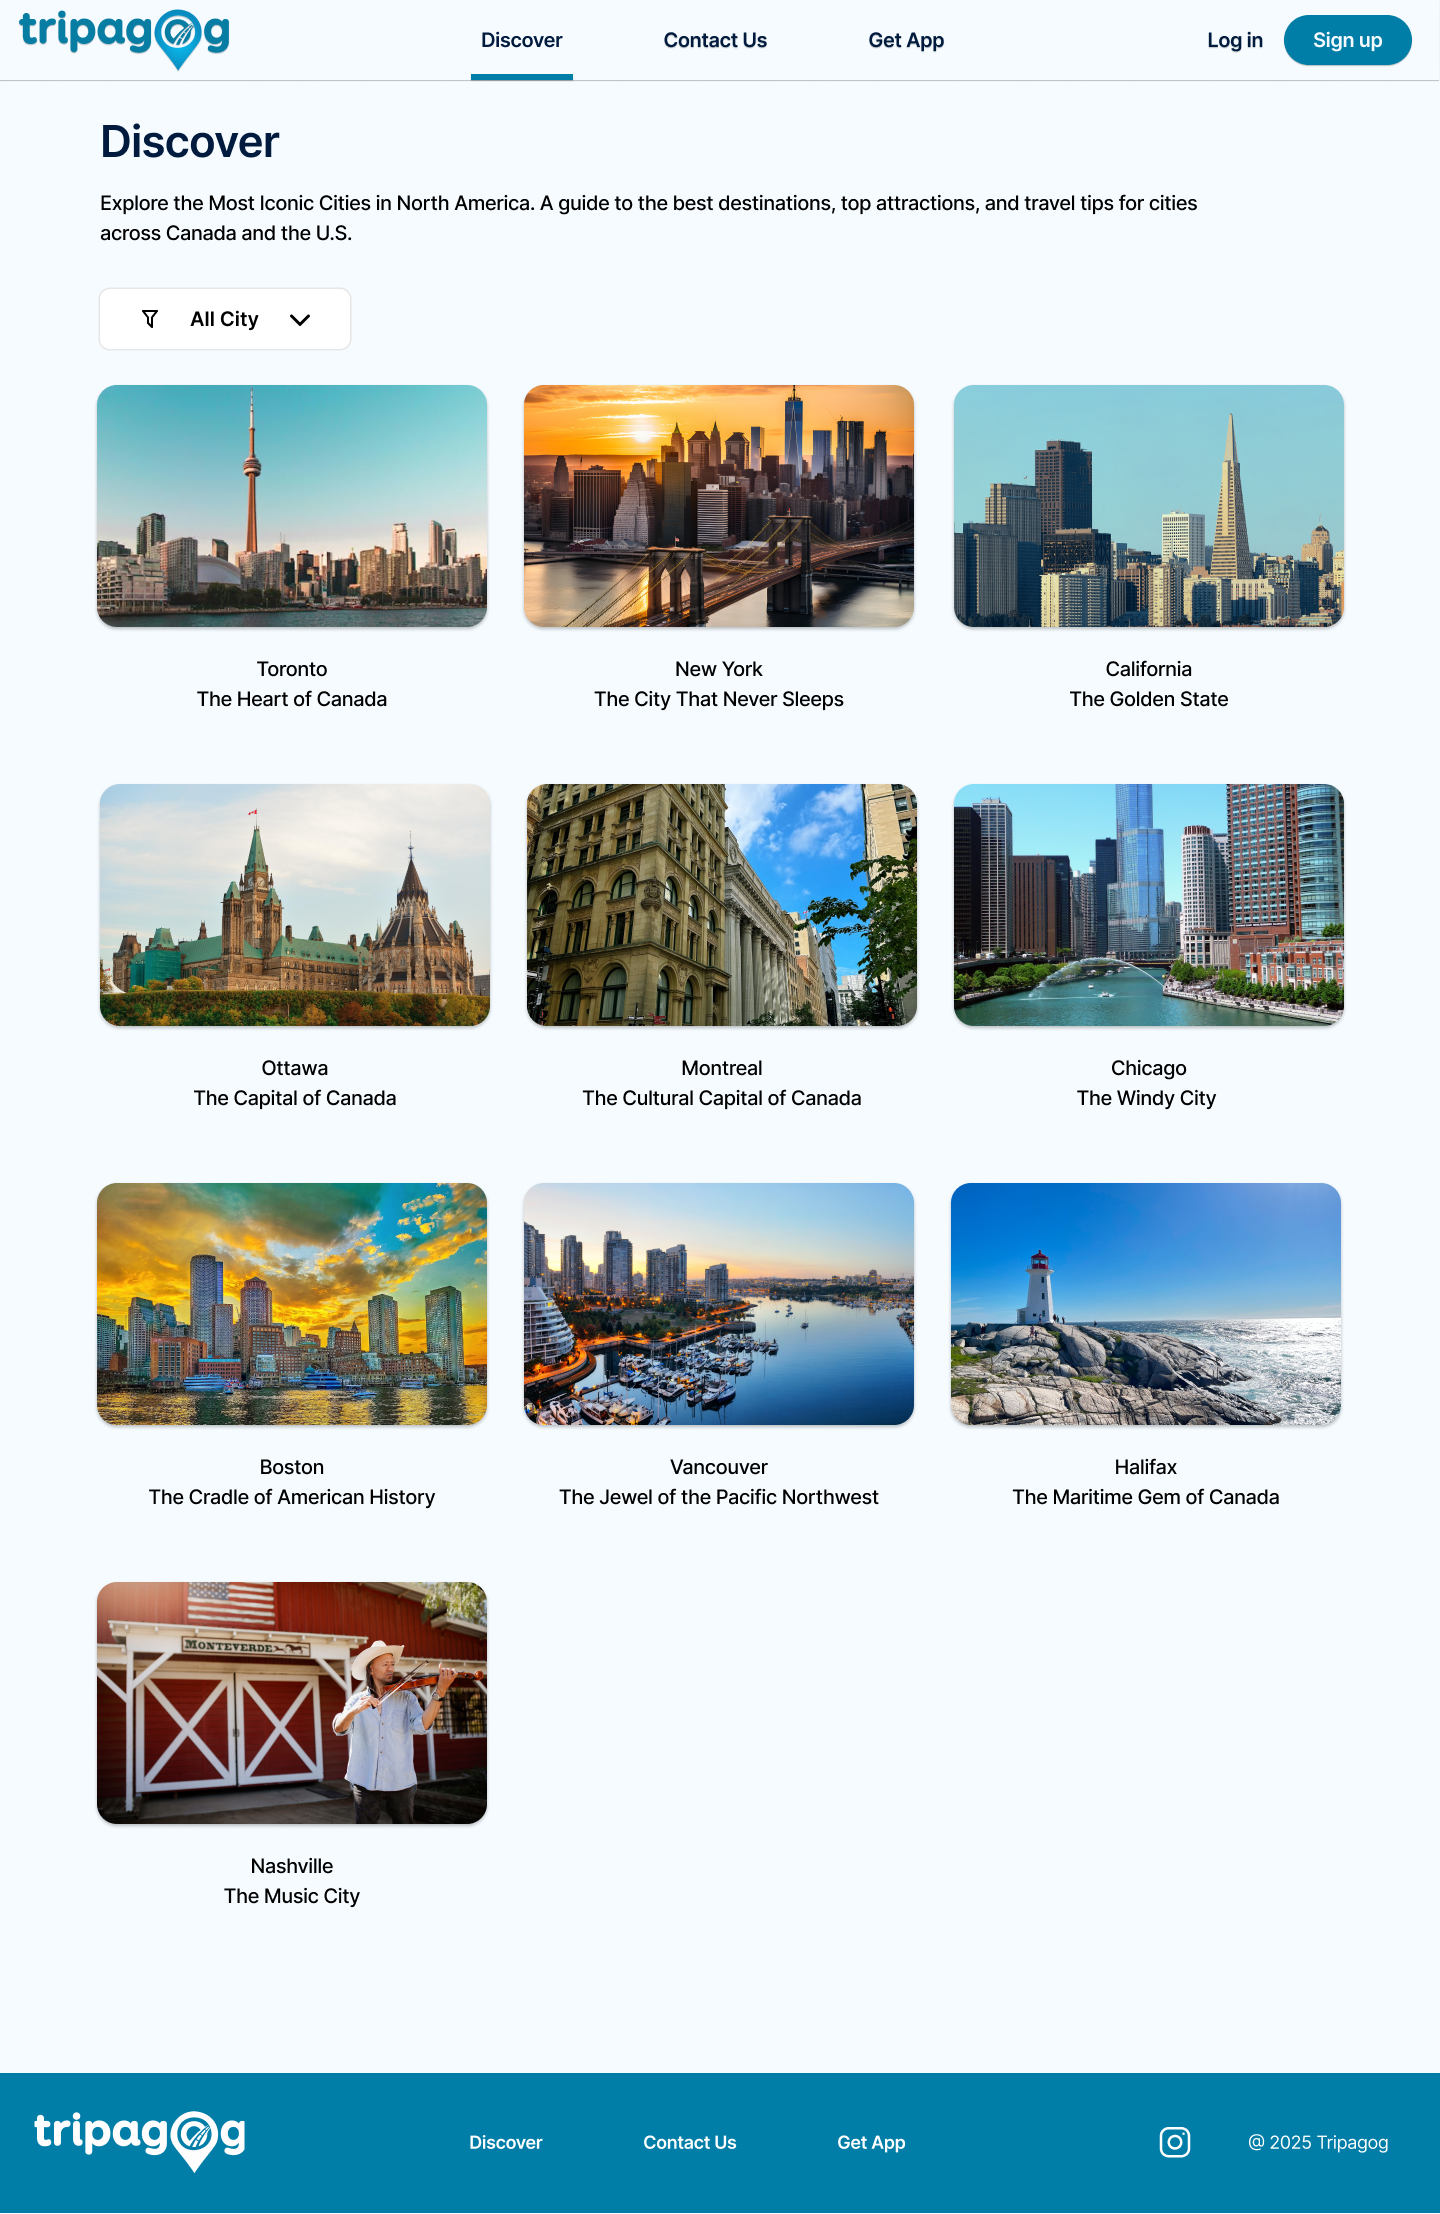 tripagog
Discover
Contact Us
Get App
Log in
Sign up
Discover
Explore the Most Iconic Cities in North America. A guide to the best destinations, top attractions, and travel tips for cities
across Canada and the U.S.
All City
Toronto
The Heart of Canada
New York
The City That Never Sleeps
California
The Golden State
Ottawa
The Capital of Canada
Montreal
The Cultural Capital of Canada
Chicago
The Windy City
Boston
The Cradle of American History
Vancouver
The Jewel of the Pacific Northwest
Halifax
The Maritime Gem of Canada
MONTEVERDE
Nashville
The Music City
tripagog
Discover
Contact Us
Get App
@ 2025 Tripagog